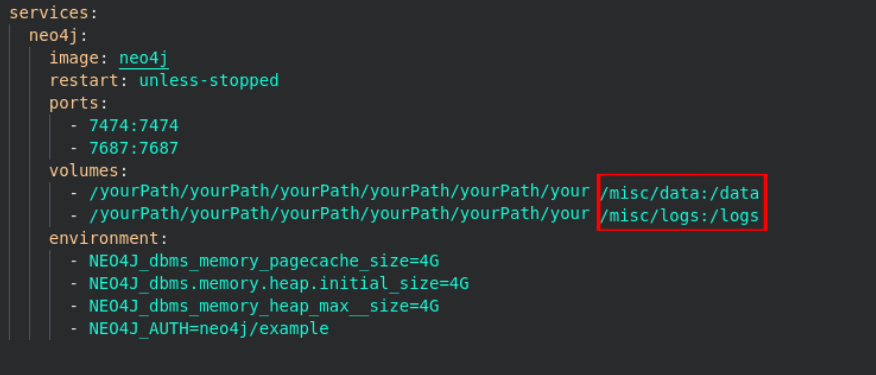 services:
neo4j:
image: neo4j
restart: unless-stopped
ports:
- 7474:7474
- 7687:7687
volumes:
- /yourPath/yourPath/yourPath/yourPath/yourPath/your /misc/data:/data
- /yourPath/yourPath/yourPath/yourPath/yourPath/your /misc/logs:/logs
environment:
- NEO4J_dbms_memory_pagecache_size=4G
- NEO4J_dbms.memory.heap.initial_size=4G
- NEO4J_dbms_memory_heap_max__size=4G
- NEO4J_AUTH=neo4j/example